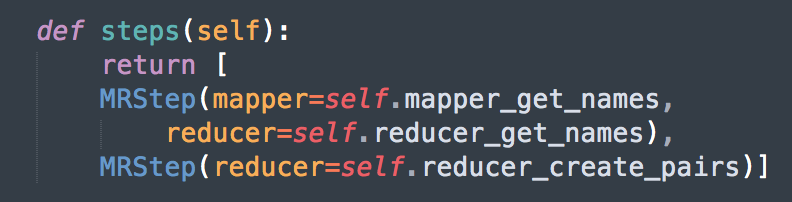 def steps(self):
return [
MRStep(mapper=self.mapper_get_names,
reducer=self.reducer_get_names),
MRStep(reducer=self.reducer_create_pairs)]